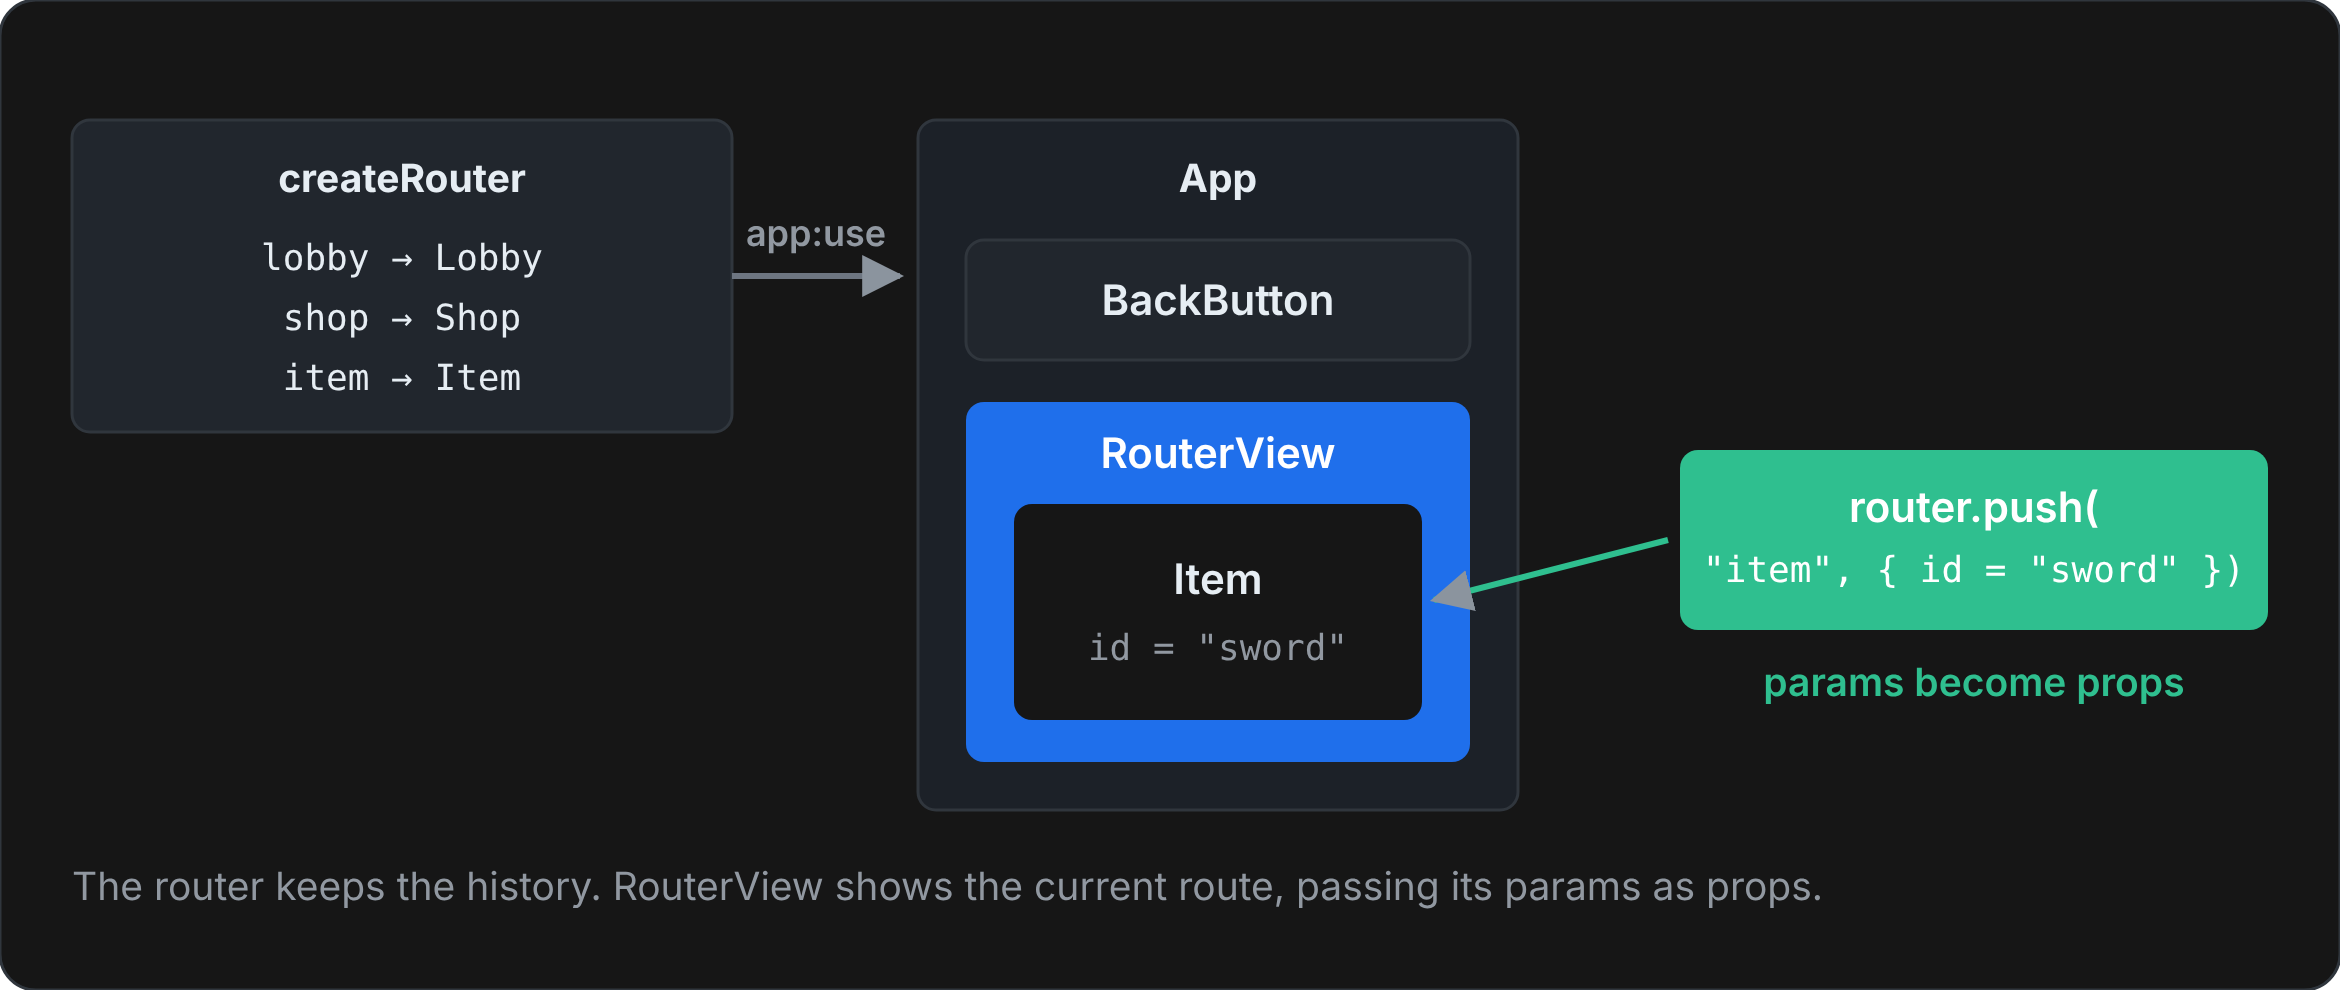 createRouter
lobby → Lobby
shop → Shop
item → Item
app:use
App
BackButton
RouterView
Item
id = "sword"
router.push(
"item", { id = "sword" })
params become props
The router keeps the history. RouterView shows the current route, passing its params as props.